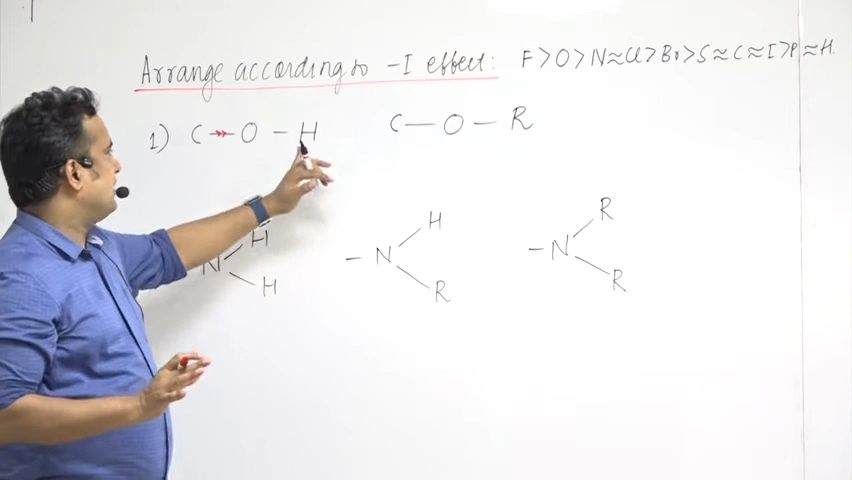 Arrange according to -I effect: F>O>N≈Cl>Br>S≈C≈I>P≈H
1) C — O — H C — O — R
N H H - N H R - N R R